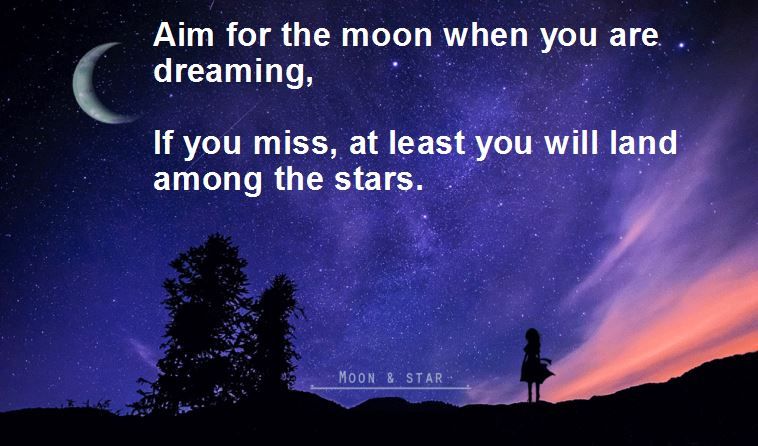 Aim for the moon when you are
dreaming,
If you miss, at least you will land
among the stars.
MOON & STAR